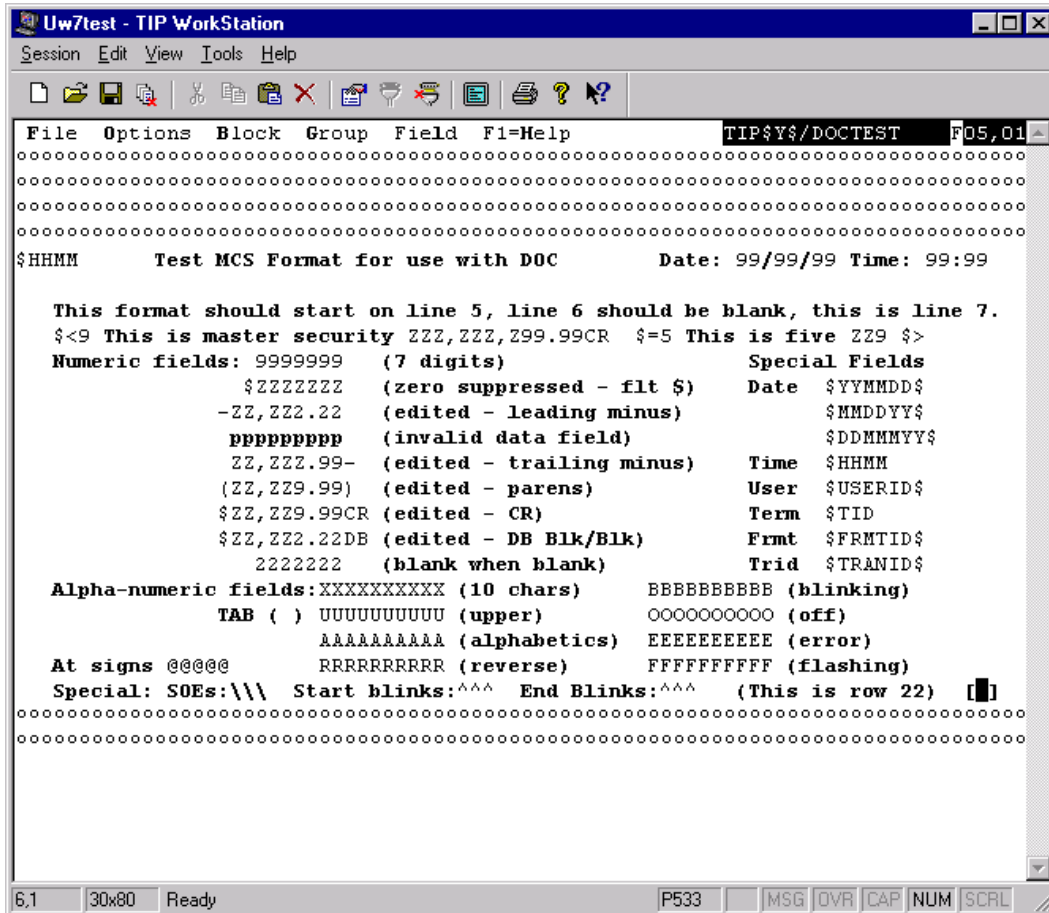 Uw7test - TIP WorkStation
Session Edit View Tools Help
File Options Block Group Field F1=Help TIP$Y$/DOCTEST F05,01
oooooooooooooooooooooooooooooooooooooooooooooooooooooooooooooooooooooooooooooooo
oooooooooooooooooooooooooooooooooooooooooooooooooooooooooooooooooooooooooooooooo
oooooooooooooooooooooooooooooooooooooooooooooooooooooooooooooooooooooooooooooooo
oooooooooooooooooooooooooooooooooooooooooooooooooooooooooooooooooooooooooooooooo
$HHMM Test MCS Format for use with DOC Date: 99/99/99 Time: 99:99
This format should start on line 5, line 6 should be blank, this is line 7.
$<9 This is master security ZZZ,ZZZ,Z99.99CR $=5 This is five ZZ9 $>
Numeric fields: 9999999 (7 digits) Special Fields
$ZZZZZZZ (zero suppressed - flt $) Date $YYMMDD$
-ZZ,ZZ2.22 (edited - leading minus) $MMDDYY$
ppppppppp (invalid data field) $DDMMMYY$
ZZ,ZZZ.99- (edited - trailing minus) Time $HHMM
(ZZ,ZZ9.99) (edited - parens) User $USERID$
$ZZ,ZZ9.99CR (edited - CR) Term $TID
$ZZ,ZZ2.22DB (edited - DB Blk/Blk) Frmt $FRMTID$
2222222 (blank when blank) Trid $TRANID$
Alpha-numeric fields:XXXXXXXXXX (10 chars) BBBBBBBBBB (blinking)
TAB ( ) UUUUUUUUUU (upper) OOOOOOOOOO (off)
AAAAAAAAAA (alphabetics) EEEEEEEEEE (error)
At signs @@@@@ RRRRRRRRRR (reverse) FFFFFFFFFF (flashing)
Special: SOEs:\\\ Start blinks:^^^ End Blinks:^^^ (This is row 22) [ ]
oooooooooooooooooooooooooooooooooooooooooooooooooooooooooooooooooooooooooooooooo
oooooooooooooooooooooooooooooooooooooooooooooooooooooooooooooooooooooooooooooooo
6,1 30x80 Ready P533 MSG OVR CAP NUM SCRL